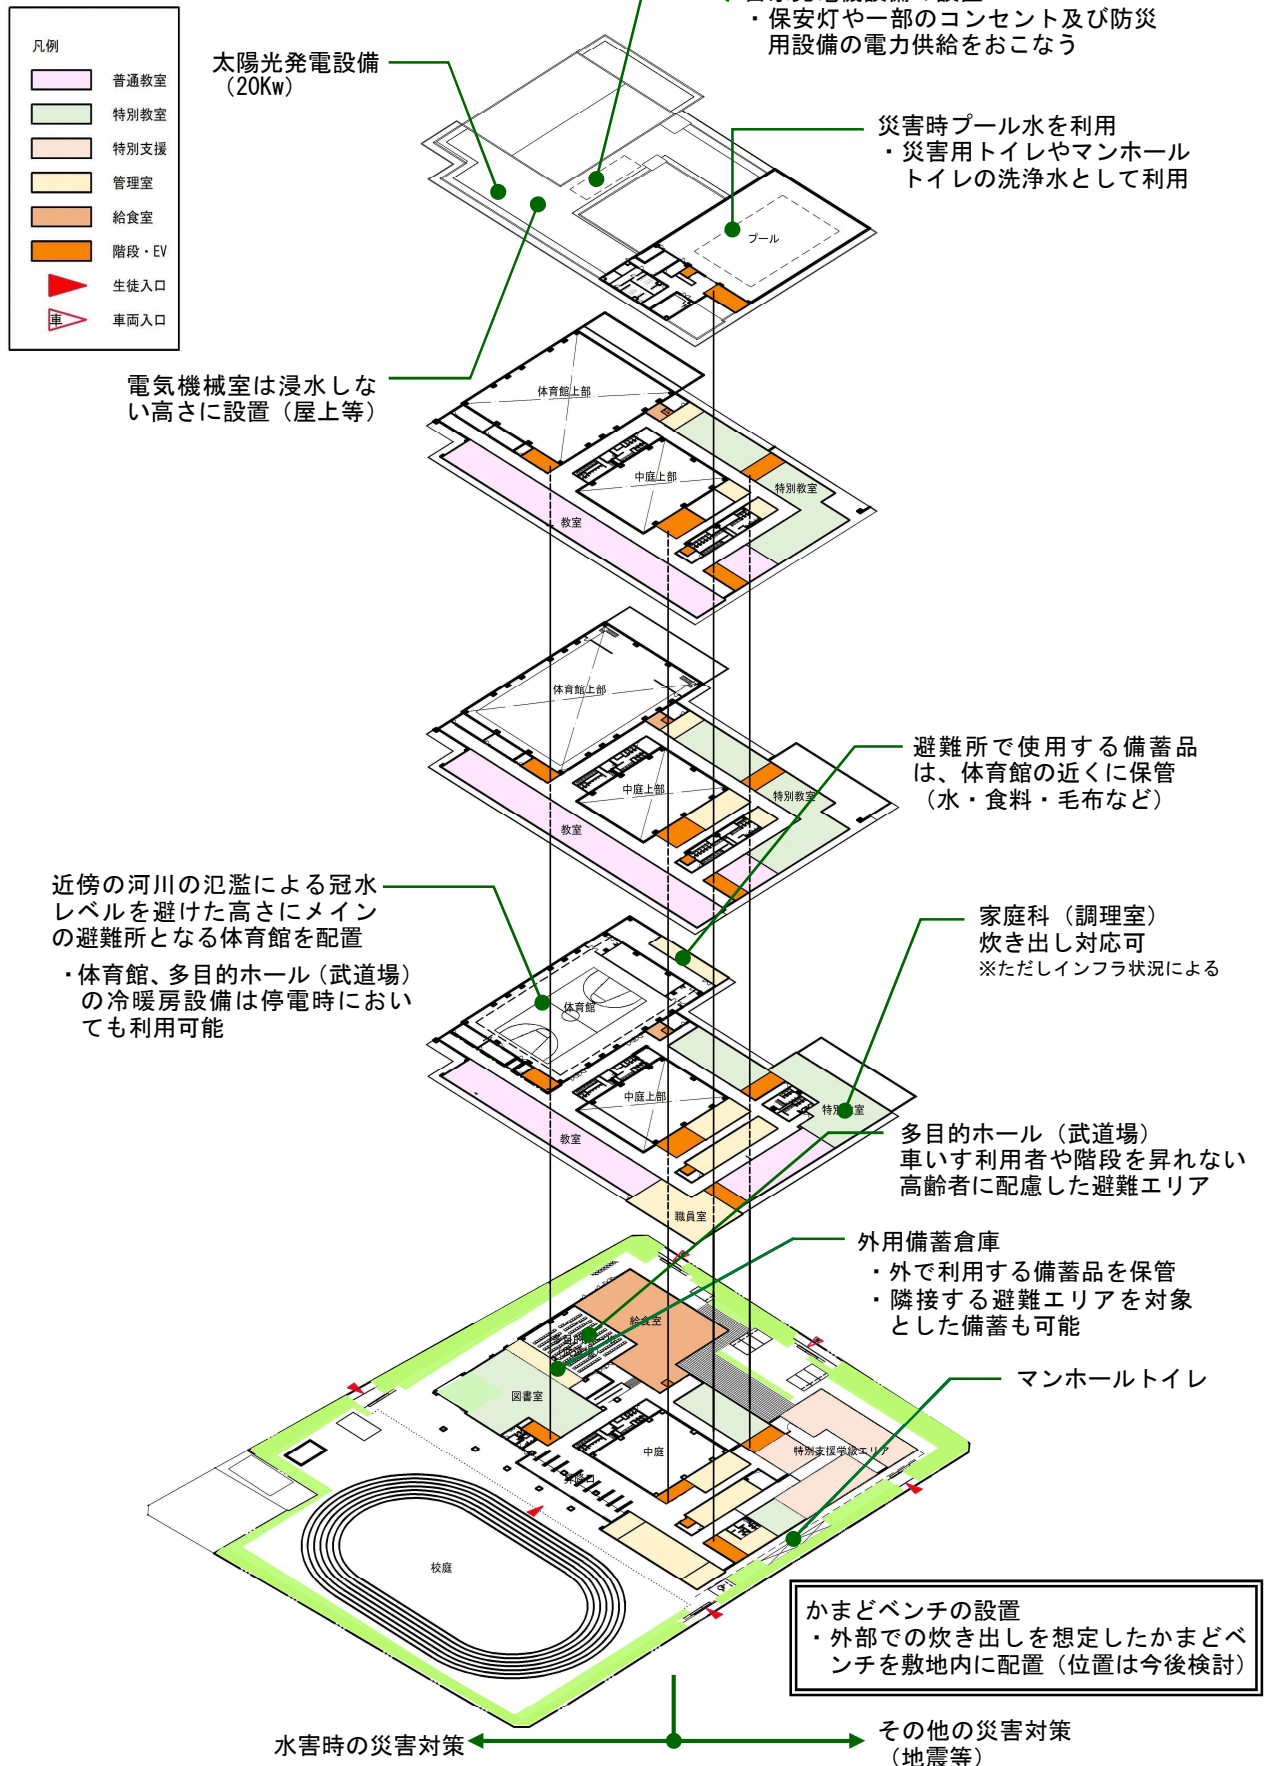 ・保安灯や一部のコンセント及び防災
用設備の電力供給をおこなう
凡例
普通教室
特別教室
特別支援
管理室
給食室
階段・EV
生徒入口
車
車両入口
太陽光発電設備
（20Kw）
災害時プール水を利用
・災害用トイレやマンホール
トイレの洗浄水として利用
プール
電気機械室は浸水しな
い高さに設置（屋上等）
体育館上部
中庭上部
特別教室
教室
体育館上部
中庭上部
特別教室
教室
避難所で使用する備蓄品
は、体育館の近くに保管
（水・食料・毛布など）
近傍の河川の氾濫による冠水
レベルを避けた高さにメイン
の避難所となる体育館を配置
・体育館、多目的ホール（武道場）
の冷暖房設備は停電時におい
ても利用可能
家庭科（調理室）
炊き出し対応可
※ただしインフラ状況による
体育館
中庭上部
教室
職員室
多目的ホール（武道場）
車いす利用者や階段を昇れない
高齢者に配慮した避難エリア
外用備蓄倉庫
・外で利用する備蓄品を保管
・隣接する避難エリアを対象
とした備蓄も可能
マンホールトイレ
給食室
図書室
中庭
特別支援学級エリア
校庭
かまどベンチの設置
・外部での炊き出しを想定したかまどベ
ンチを敷地内に配置（位置は今後検討）
水害時の災害対策
その他の災害対策
（地震等）